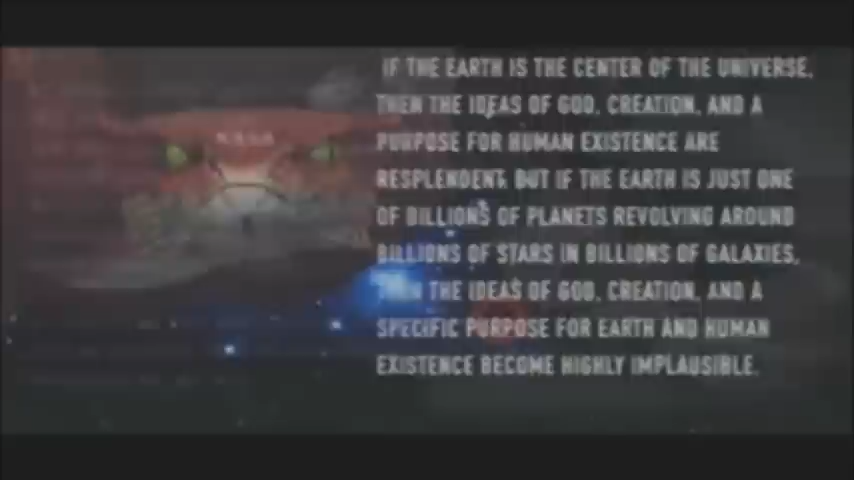 IF THE EARTH IS THE CENTER OF THE UNIVERSE,
THEN THE IDEAS OF GOD, CREATION, AND A
PURPOSE FOR HUMAN EXISTENCE ARE
RESPLENDENT. BUT IF THE EARTH IS JUST ONE
OF BILLIONS OF PLANETS REVOLVING AROUND
BILLIONS OF STARS IN BILLIONS OF GALAXIES,
THEN THE IDEAS OF GOD, CREATION, AND A
SPECIFIC PURPOSE FOR EARTH AND HUMAN
EXISTENCE BECOME HIGHLY IMPLAUSIBLE.